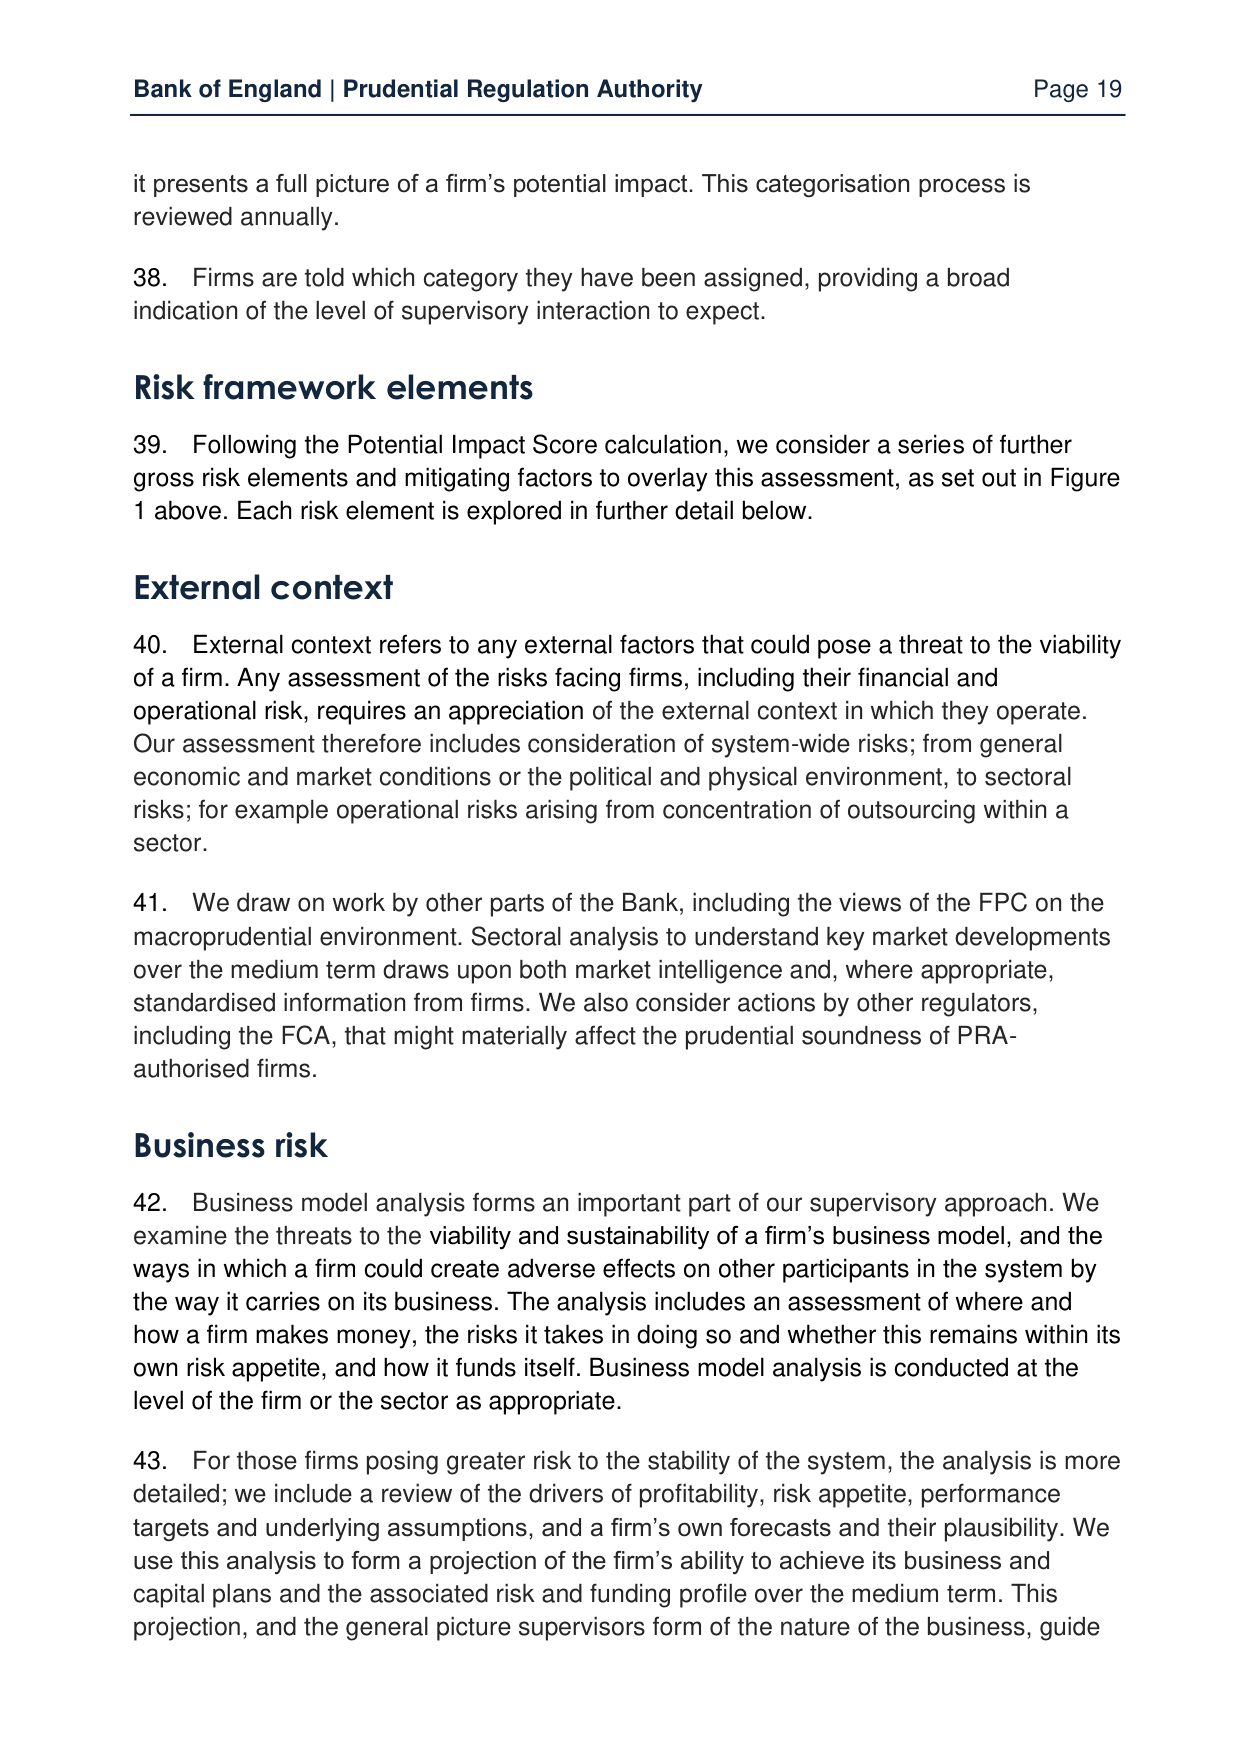 Bank of England | Prudential Regulation Authority Page 19
it presents a full picture of a firm’s potential impact. This categorisation process is
reviewed annually.
38. Firms are told which category they have been assigned, providing a broad
indication of the level of supervisory interaction to expect.
Risk framework elements
39. Following the Potential Impact Score calculation, we consider a series of further
gross risk elements and mitigating factors to overlay this assessment, as set out in Figure
1 above. Each risk element is explored in further detail below.
External context
40. External context refers to any external factors that could pose a threat to the viability
of a firm. Any assessment of the risks facing firms, including their financial and
operational risk, requires an appreciation of the external context in which they operate.
Our assessment therefore includes consideration of system-wide risks; from general
economic and market conditions or the political and physical environment, to sectoral
risks; for example operational risks arising from concentration of outsourcing within a
sector.
41. We draw on work by other parts of the Bank, including the views of the FPC on the
macroprudential environment. Sectoral analysis to understand key market developments
over the medium term draws upon both market intelligence and, where appropriate,
standardised information from firms. We also consider actions by other regulators,
including the FCA, that might materially affect the prudential soundness of PRA-
authorised firms.
Business risk
42. Business model analysis forms an important part of our supervisory approach. We
examine the threats to the viability and sustainability of a firm’s business model, and the
ways in which a firm could create adverse effects on other participants in the system by
the way it carries on its business. The analysis includes an assessment of where and
how a firm makes money, the risks it takes in doing so and whether this remains within its
own risk appetite, and how it funds itself. Business model analysis is conducted at the
level of the firm or the sector as appropriate.
43. For those firms posing greater risk to the stability of the system, the analysis is more
detailed; we include a review of the drivers of profitability, risk appetite, performance
targets and underlying assumptions, and a firm’s own forecasts and their plausibility. We
use this analysis to form a projection of the firm’s ability to achieve its business and
capital plans and the associated risk and funding profile over the medium term. This
projection, and the general picture supervisors form of the nature of the business, guide